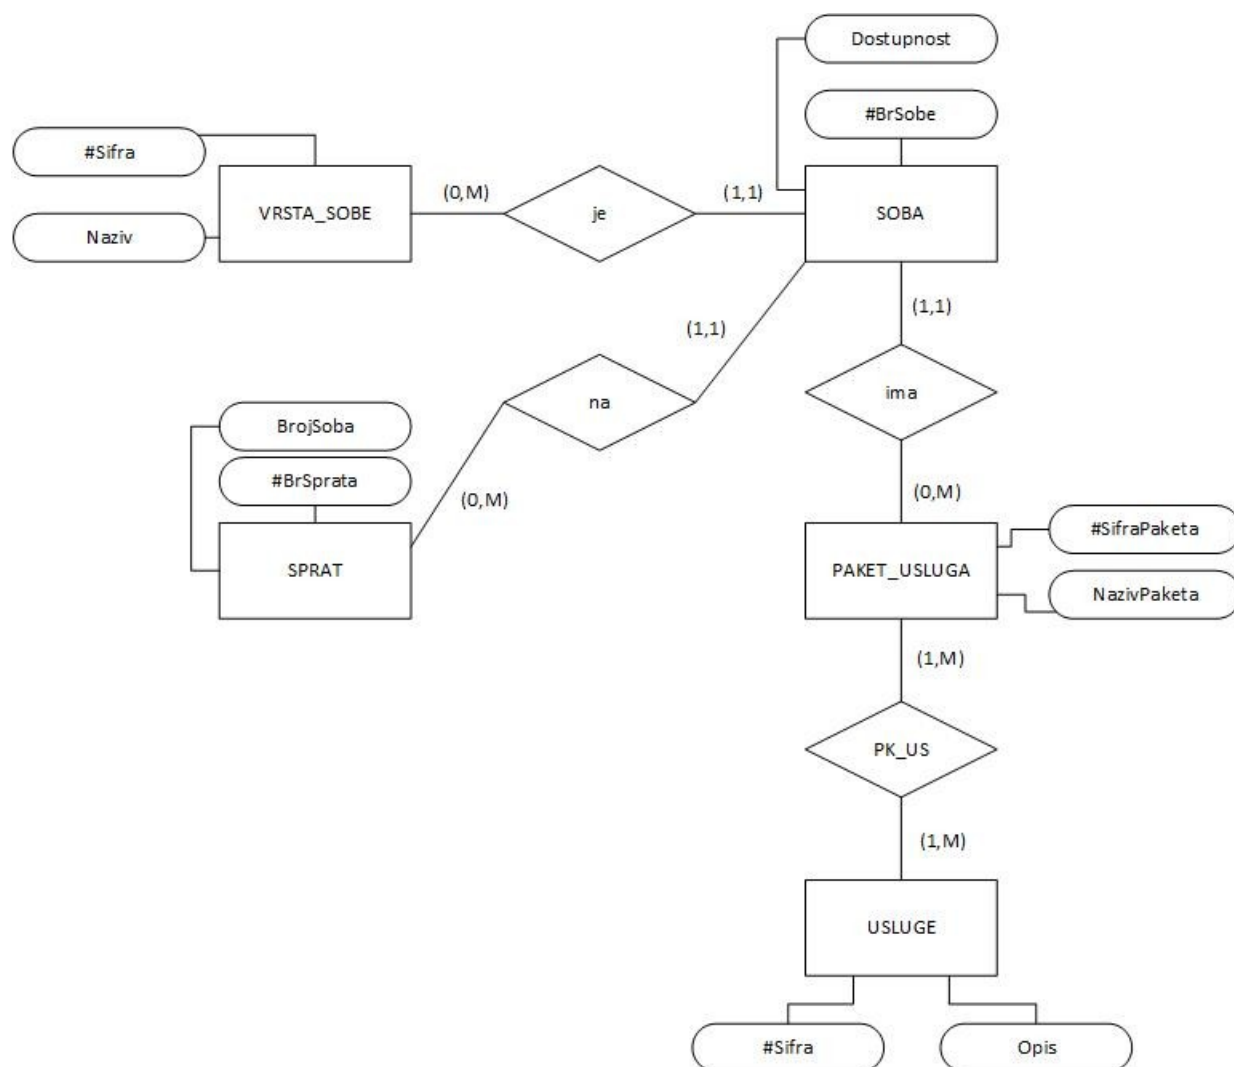 Dostupnost
#BrSobe
#Sifra
VRSTA_SOBE
(0,M)
je
(1,1)
SOBA
Naziv
(1,1)
(1,1)
na
ima
BrojSoba
#BrSprata
(0,M)
(0,M)
SPRAT
PAKET_USLUGA
#SifraPaketa
NazivPaketa
(1,M)
PK_US
(1,M)
USLUGE
#Sifra
Opis